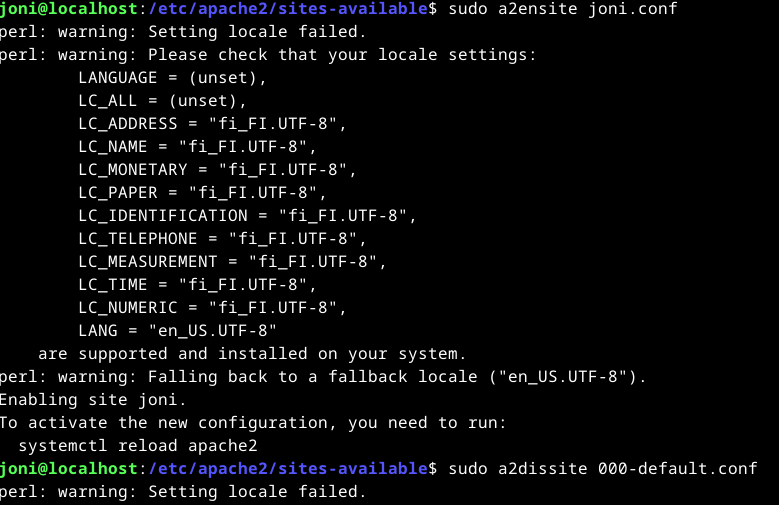 joni@localhost:/etc/apache2/sites-available$ sudo a2ensite joni.conf
perl: warning: Setting locale failed.
perl: warning: Please check that your locale settings:
        LANGUAGE = (unset),
        LC_ALL = (unset),
        LC_ADDRESS = "fi_FI.UTF-8",
        LC_NAME = "fi_FI.UTF-8",
        LC_MONETARY = "fi_FI.UTF-8",
        LC_PAPER = "fi_FI.UTF-8",
        LC_IDENTIFICATION = "fi_FI.UTF-8",
        LC_TELEPHONE = "fi_FI.UTF-8",
        LC_MEASUREMENT = "fi_FI.UTF-8",
        LC_TIME = "fi_FI.UTF-8",
        LC_NUMERIC = "fi_FI.UTF-8",
        LANG = "en_US.UTF-8"
    are supported and installed on your system.
perl: warning: Falling back to a fallback locale ("en_US.UTF-8").
Enabling site joni.
To activate the new configuration, you need to run:
  systemctl reload apache2
joni@localhost:/etc/apache2/sites-available$ sudo a2dissite 000-default.conf
perl: warning: Setting locale failed.